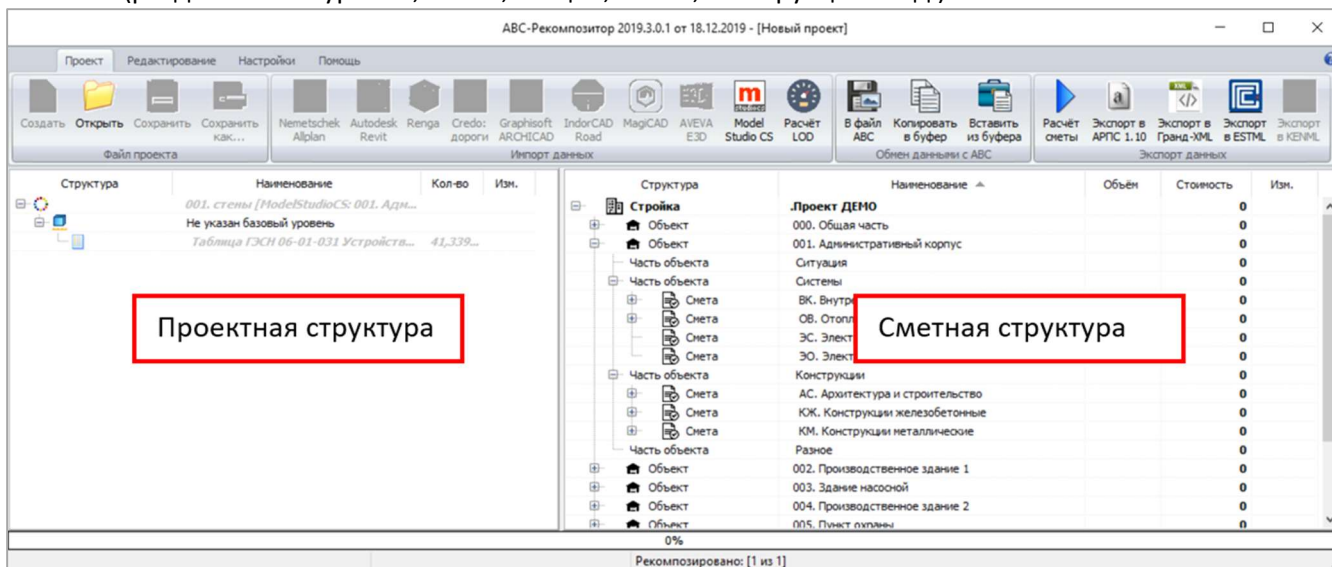 АВС-Рекомпозитор 2019.3.0.1 от 18.12.2019 - [Новый проект]
Проект Редактирование Настройки Помощь
Создать Открыть Сохранить Сохранить как... Nemetschek Allplan Autodesk Revit Renga Credo: дороги Graphisoft ARCHICAD IndorCAD Road MagiCAD AVEVA E3D Model Studio CS Расчёт LOD В файл АВС Копировать в буфер Вставить из буфера Расчёт сметы Экспорт в АРПС 1.10 Экспорт в Гранд-XML Экспорт в ESTML Экспорт в KENML
Файл проекта Импорт данных Обмен данными с АВС Экспорт данных
Структура Наименование Кол-во Изм. Структура Наименование Объём Стоимость Изм.
001. стены [ModelStudioCS: 001. Адм... Стройка .Проект ДЕМО 0
Не указан базовый уровень Объект 000. Общая часть 0
Таблица ГЭСН 06-01-031 Устройств... 41,339... Объект 001. Административный корпус 0
Часть объекта Ситуация 0
Часть объекта Системы 0
Смета ВК. 0
Смета ОВ. 0
Смета ЭС. 0
Смета ЭО. 0
Проектная структура Сметная структура
Часть объекта Конструкции 0
Смета АС. Архитектура и строительство 0
Смета КЖ. Конструкции железобетонные 0
Смета КМ. Конструкции металлические 0
Часть объекта Разное 0
Объект 002. Производственное здание 1 0
Объект 003. Здание насосной 0
Объект 004. Производственное здание 2 0
Объект 005. Пункт охраны 0
0%
Рекомпозировано: [1 из 1]